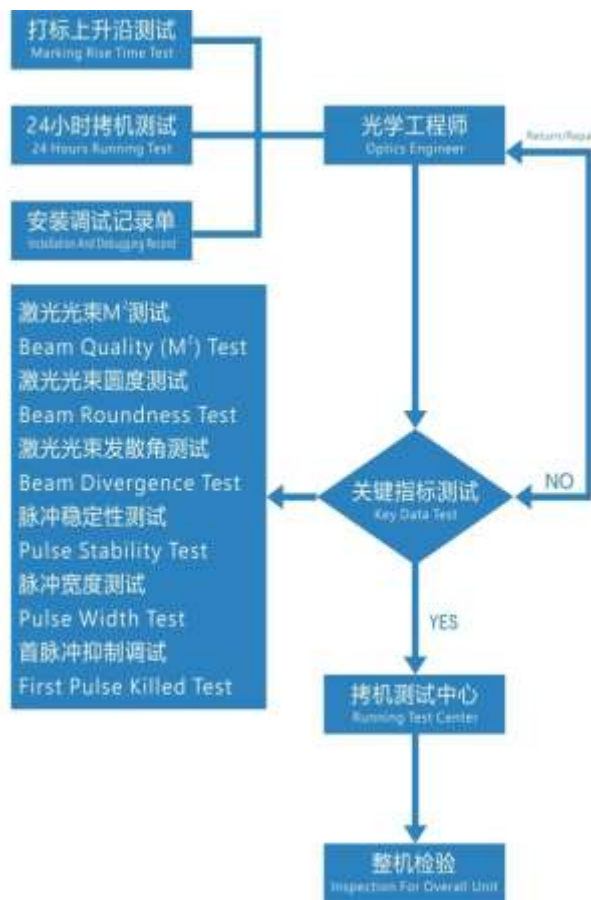 打标上升沿测试
Marking Rise Time Test
24小时拷机测试
24 Hours Running Test
安装调试记录单
Installation And Debugging Record
光学工程师
Optics Engineer
Return/Repa
激光光束M²测试
Beam Quality (M²) Test
激光光束圆度测试
Beam Roundness Test
激光光束发散角测试
Beam Divergence Test
脉冲稳定性测试
Pulse Stability Test
脉冲宽度测试
Pulse Width Test
首脉冲抑制调试
First Pulse Killed Test
关键指标测试
Key Data Test
NO
YES
拷机测试中心
Running Test Center
整机检验
Inspection For Overall Unit